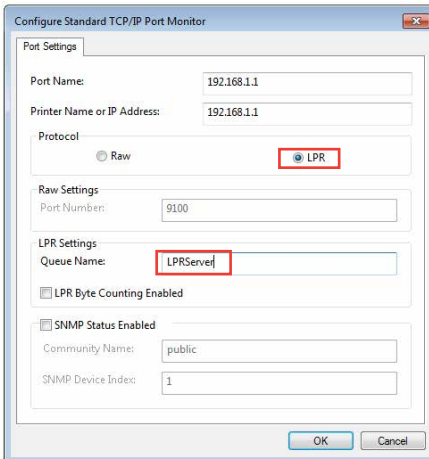 Configure Standard TCP/IP Port Monitor
Port Settings
Port Name: 192.168.1.1
Printer Name or IP Address: 192.168.1.1
Protocol
Raw LPR
Raw Settings
Port Number: 9100
LPR Settings
Queue Name: LPRServer
LPR Byte Counting Enabled
SNMP Status Enabled
Community Name: public
SNMP Device Index: 1
OK Cancel